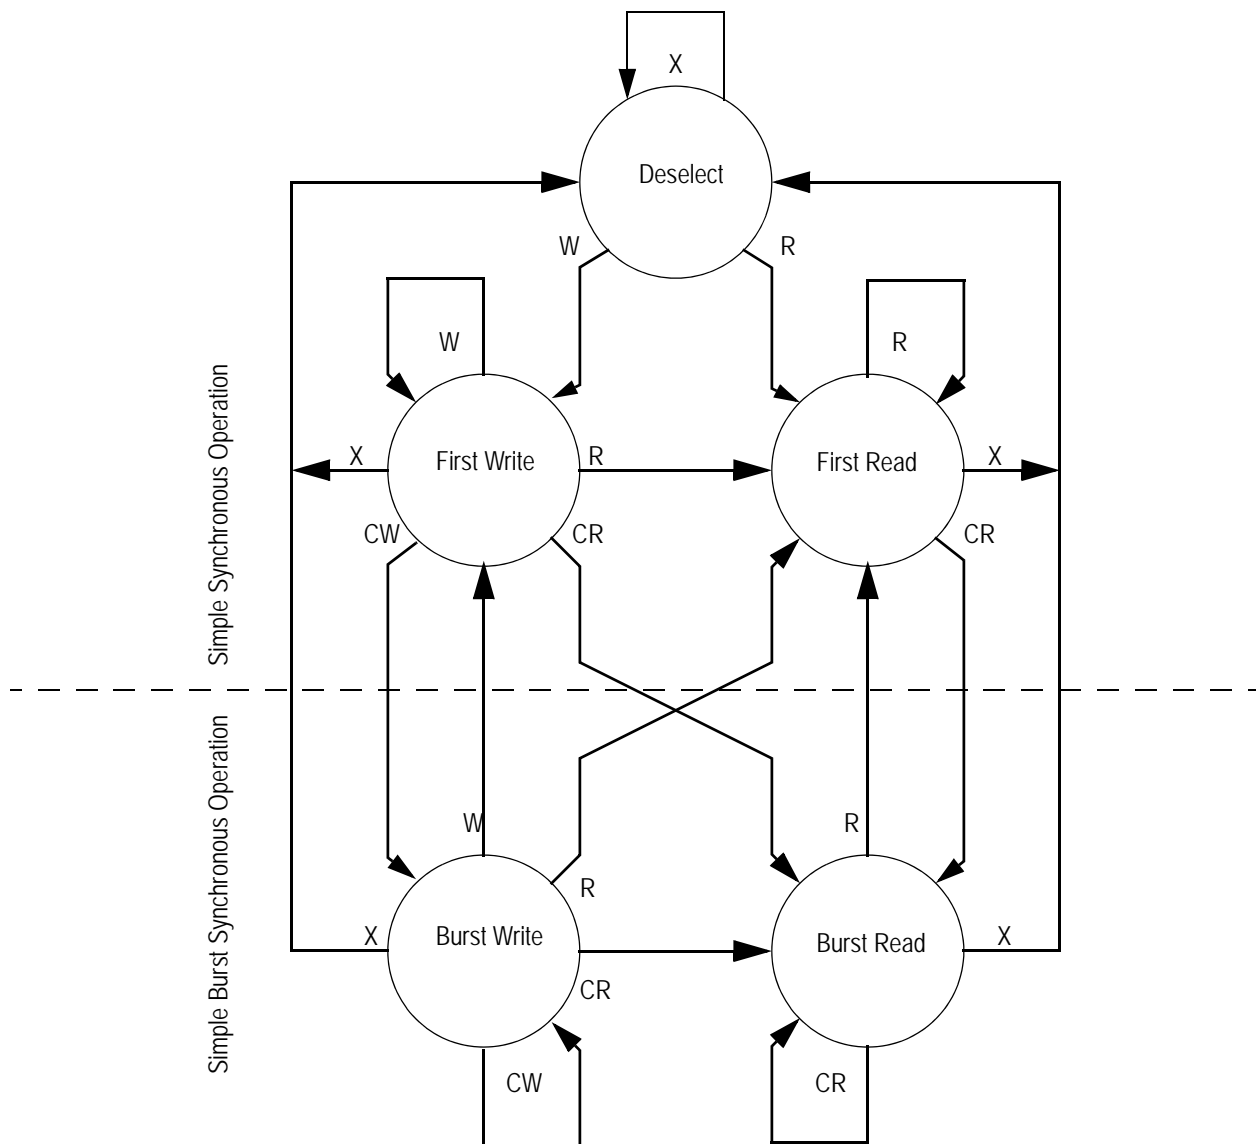 X
Deselect
W
R
W
R
X
First Write
R
First Read
X
CW
CR
CR
Simple Synchronous Operation
Simple Burst Synchronous Operation
W
R
R
X
Burst Write
Burst Read
X
CR
CW
CR